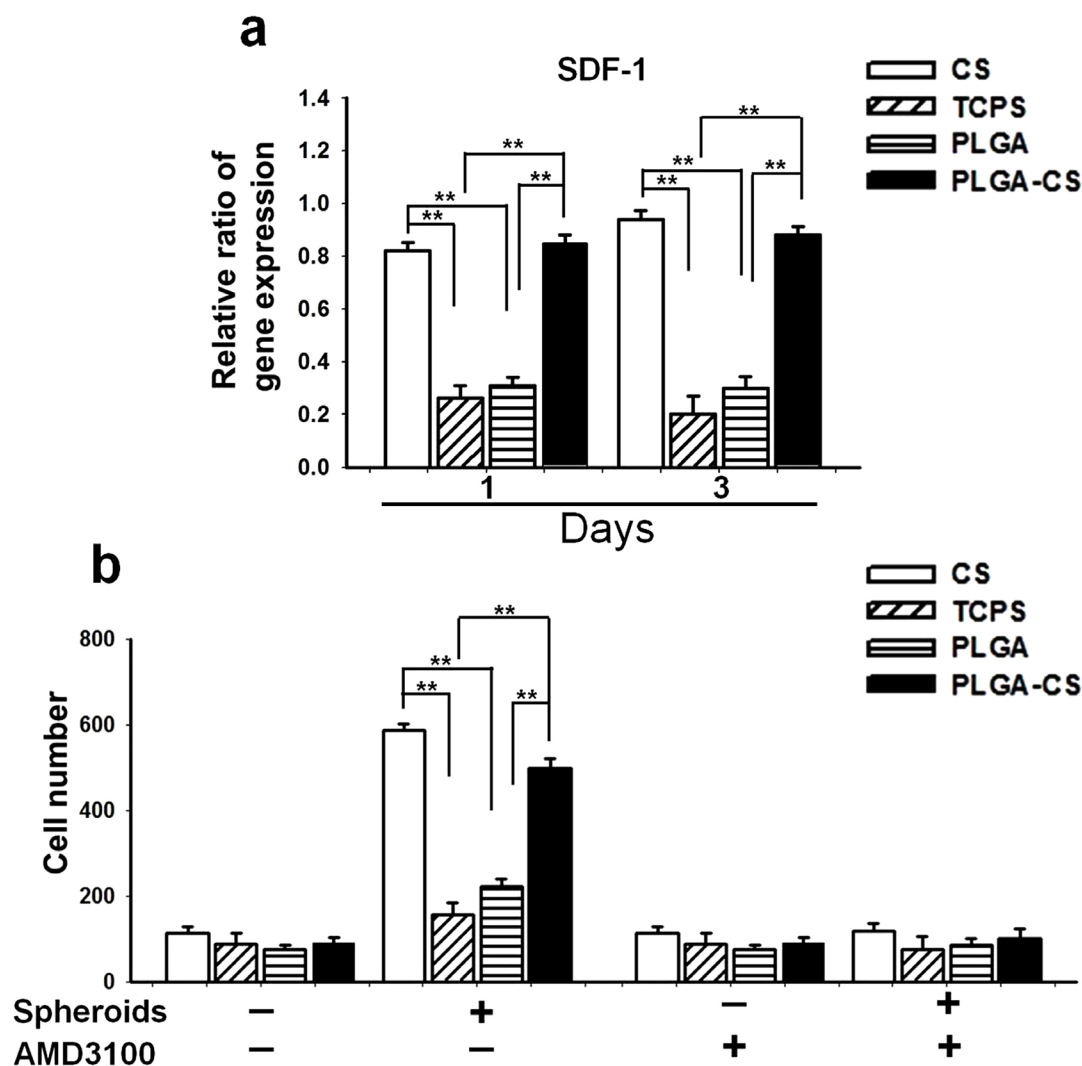 a
SDF-1
CS
TCPS
PLGA
PLGA-CS
Relative ratio of
gene expression
1.4
1.2
1.0
0.8
0.6
0.4
0.2
0.0
** ** ** ** ** ** ** **
1 3
Days
b
CS
TCPS
PLGA
PLGA-CS
Cell number
800
600
400
200
0
** ** ** **
Spheroids − + − +
AMD3100 − − + +